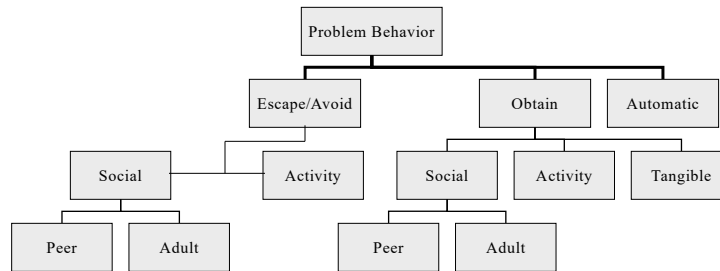 Problem Behavior
Escape/Avoid
Obtain
Automatic
Social
Activity
Social
Activity
Tangible
Peer
Adult
Peer
Adult